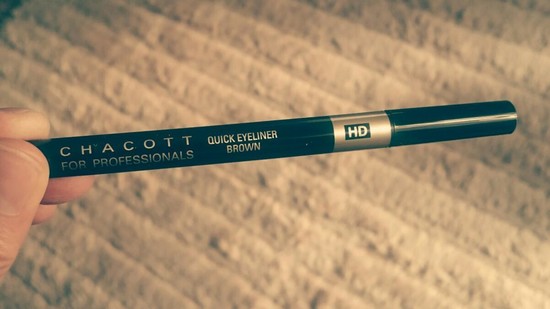 CHACOTT
FOR PROFESSIONALS
QUICK EYELINER
BROWN
HD